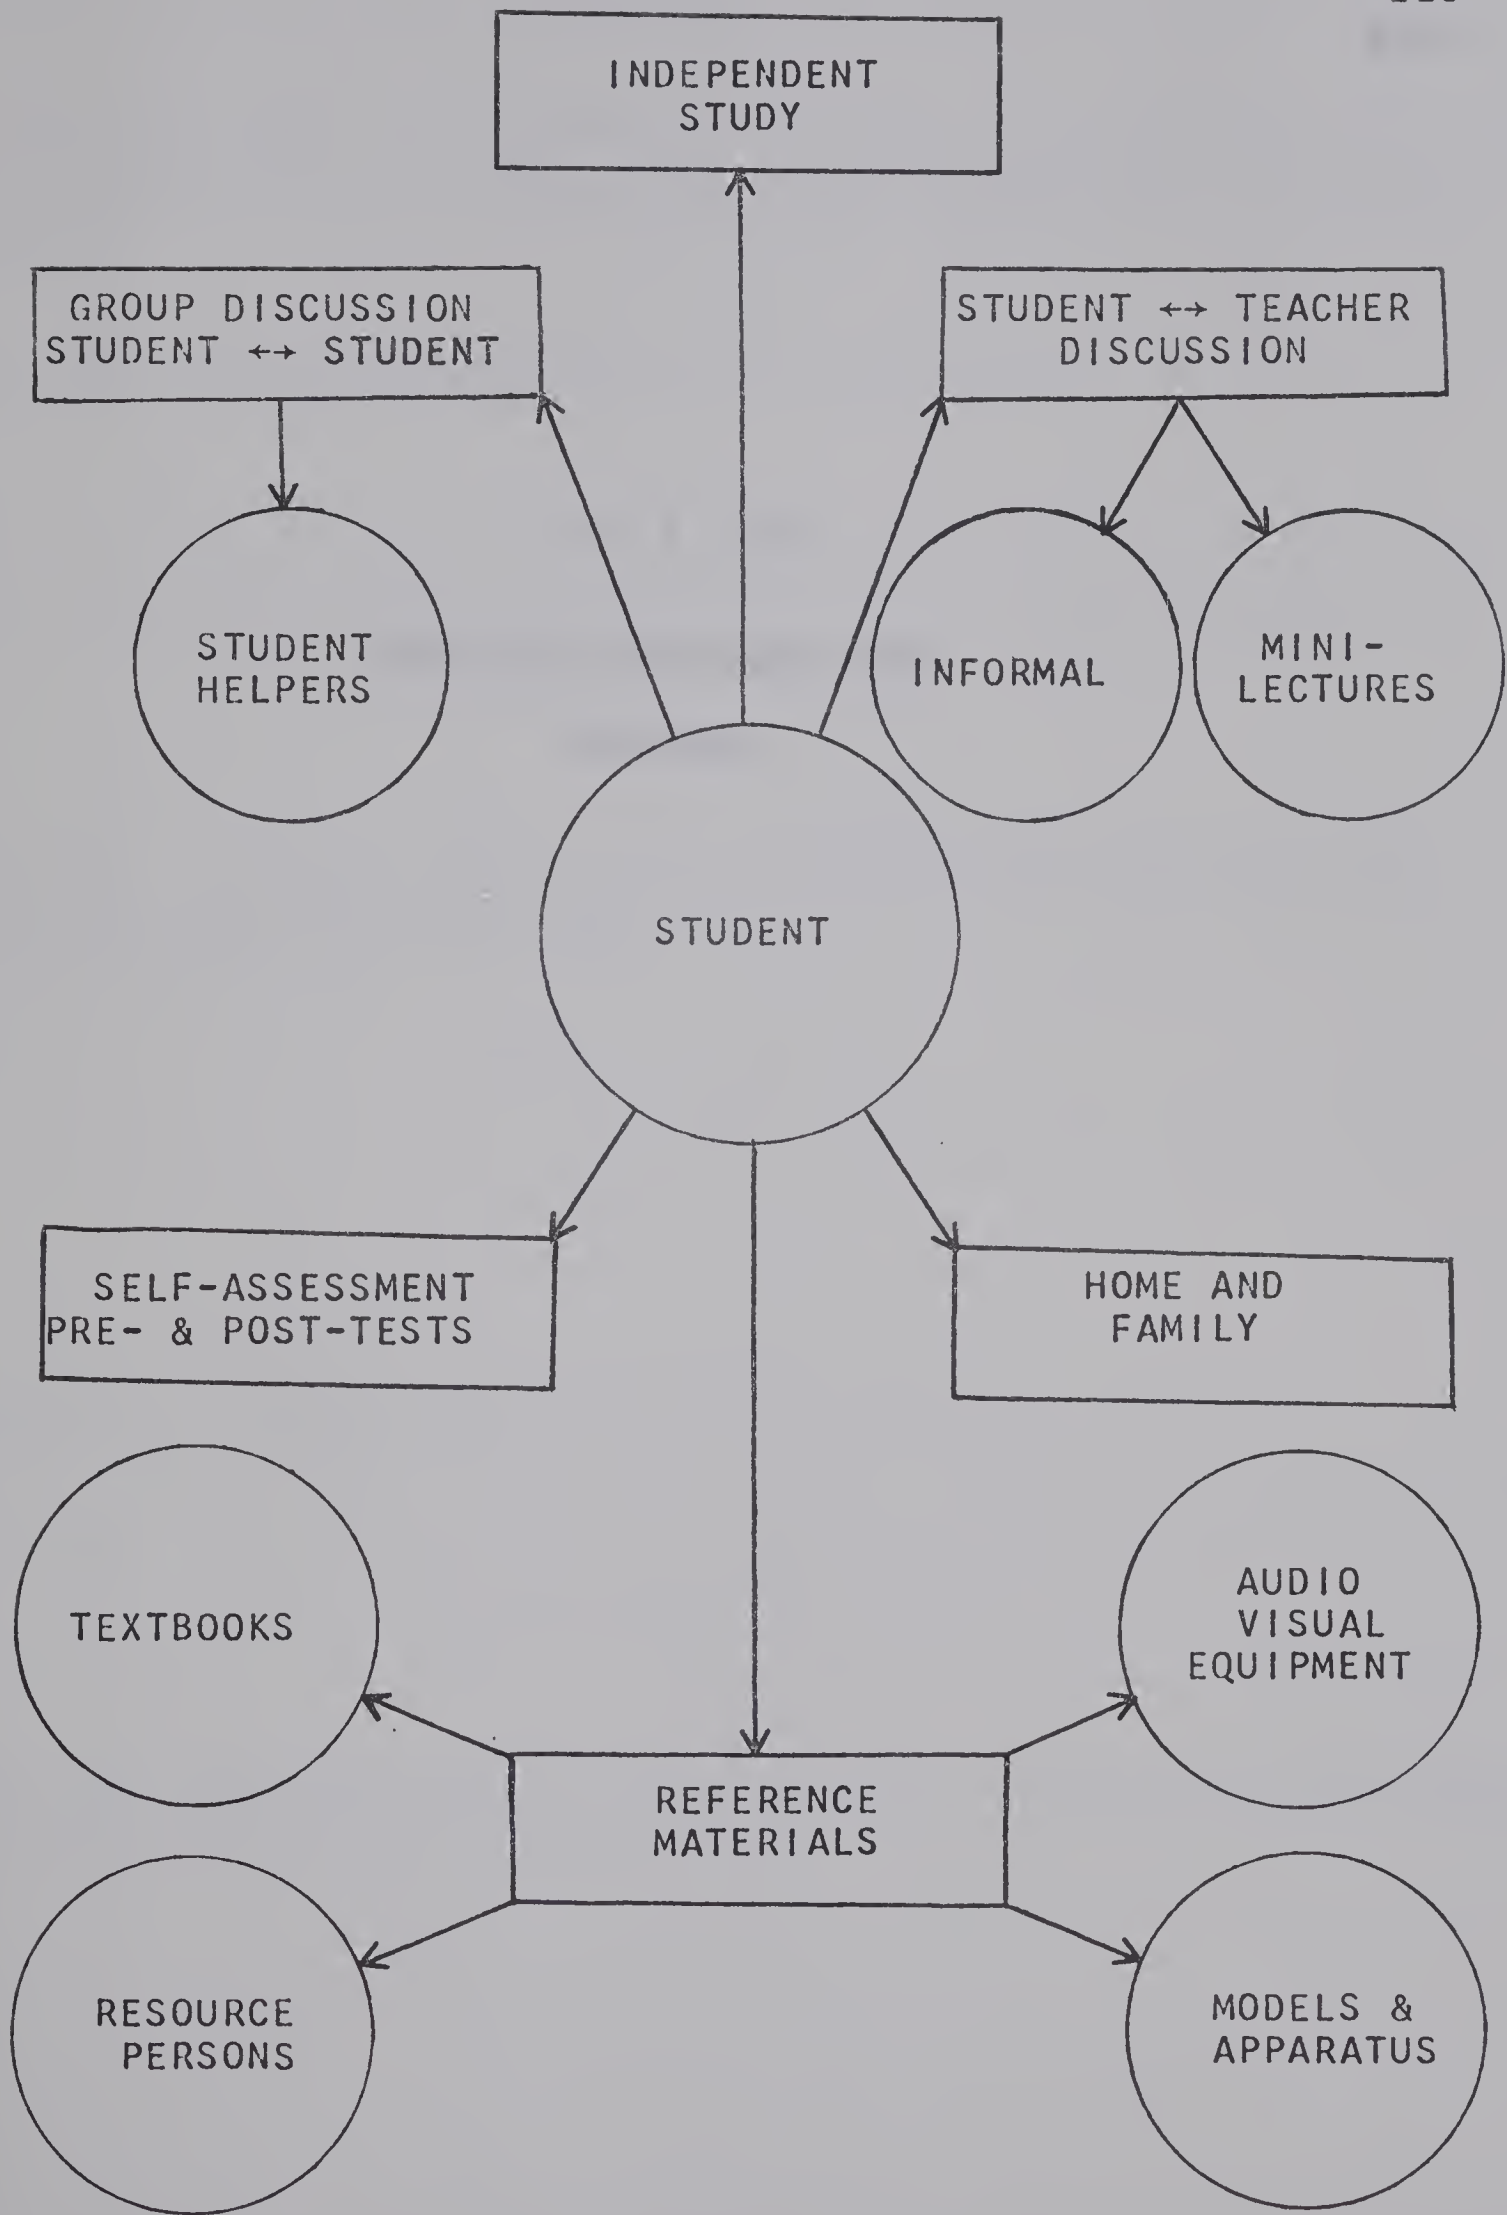 INDEPENDENT
STUDY
GROUP DISCUSSION
STUDENT ↔ STUDENT
STUDENT ↔ TEACHER
DISCUSSION
STUDENT
HELPERS
INFORMAL
MINI-
LECTURES
STUDENT
SELF-ASSESSMENT
PRE- & POST-TESTS
HOME AND
FAMILY
TEXTBOOKS
AUDIO
VISUAL
EQUIPMENT
REFERENCE
MATERIALS
RESOURCE
PERSONS
MODELS &
APPARATUS